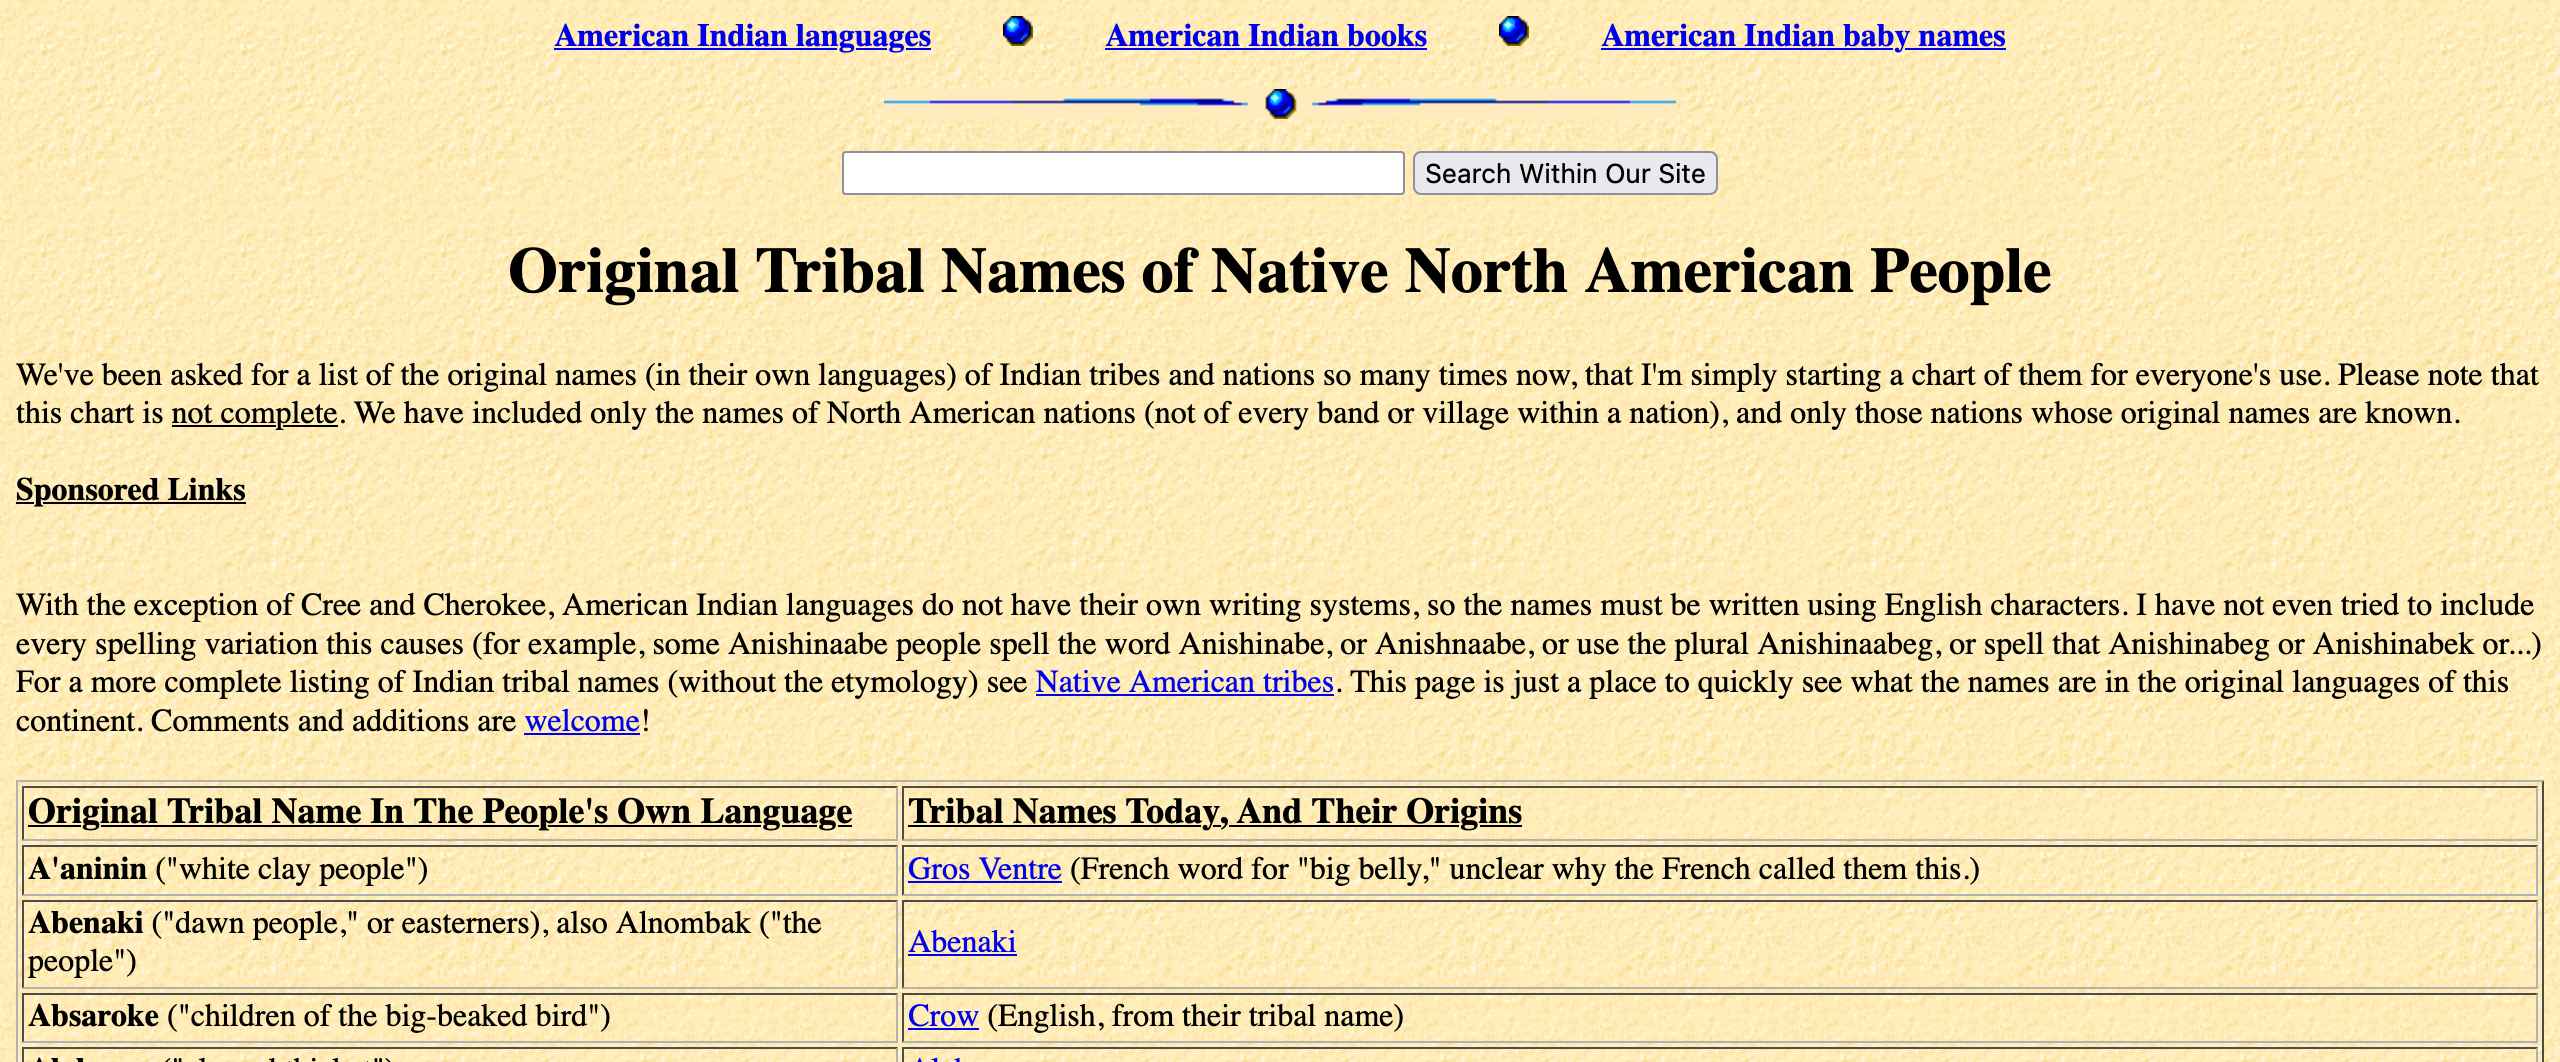 American Indian languages American Indian books American Indian baby names
Search Within Our Site
Original Tribal Names of Native North American People
We've been asked for a list of the original names (in their own languages) of Indian tribes and nations so many times now, that I'm simply starting a chart of them for everyone's use. Please note that
this chart is not complete. We have included only the names of North American nations (not of every band or village within a nation), and only those nations whose original names are known.
Sponsored Links
With the exception of Cree and Cherokee, American Indian languages do not have their own writing systems, so the names must be written using English characters. I have not even tried to include
every spelling variation this causes (for example, some Anishinaabe people spell the word Anishinabe, or Anishnaabe, or use the plural Anishinaabeg, or spell that Anishinabeg or Anishinabek or...)
For a more complete listing of Indian tribal names (without the etymology) see Native American tribes. This page is just a place to quickly see what the names are in the original languages of this
continent. Comments and additions are welcome!
Original Tribal Name In The People's Own Language Tribal Names Today, And Their Origins
A'aninin ("white clay people") Gros Ventre (French word for "big belly," unclear why the French called them this.)
Abenaki ("dawn people," or easterners), also Alnombak ("the
people") Abenaki
Absaroke ("children of the big-beaked bird") Crow (English, from their tribal name)